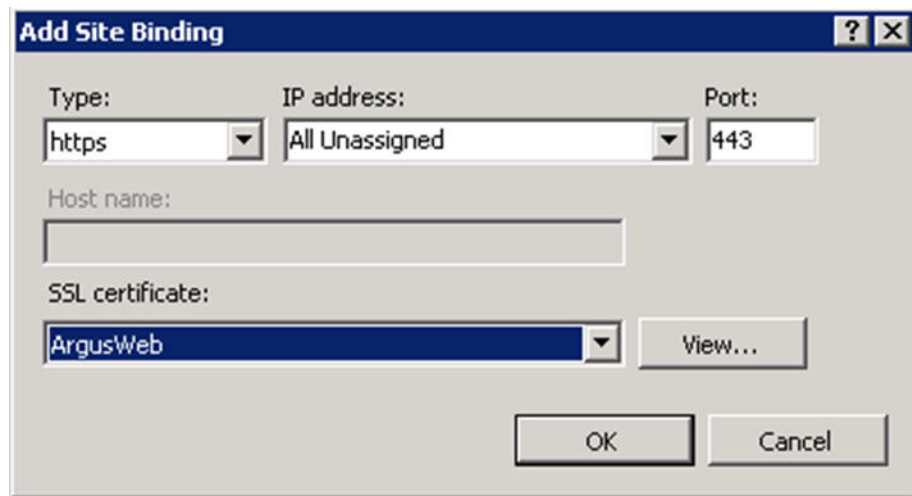 Add Site Binding
Type: IP address: Port:
https All Unassigned 443
Host name:
SSL certificate:
ArgusWeb View...
OK Cancel